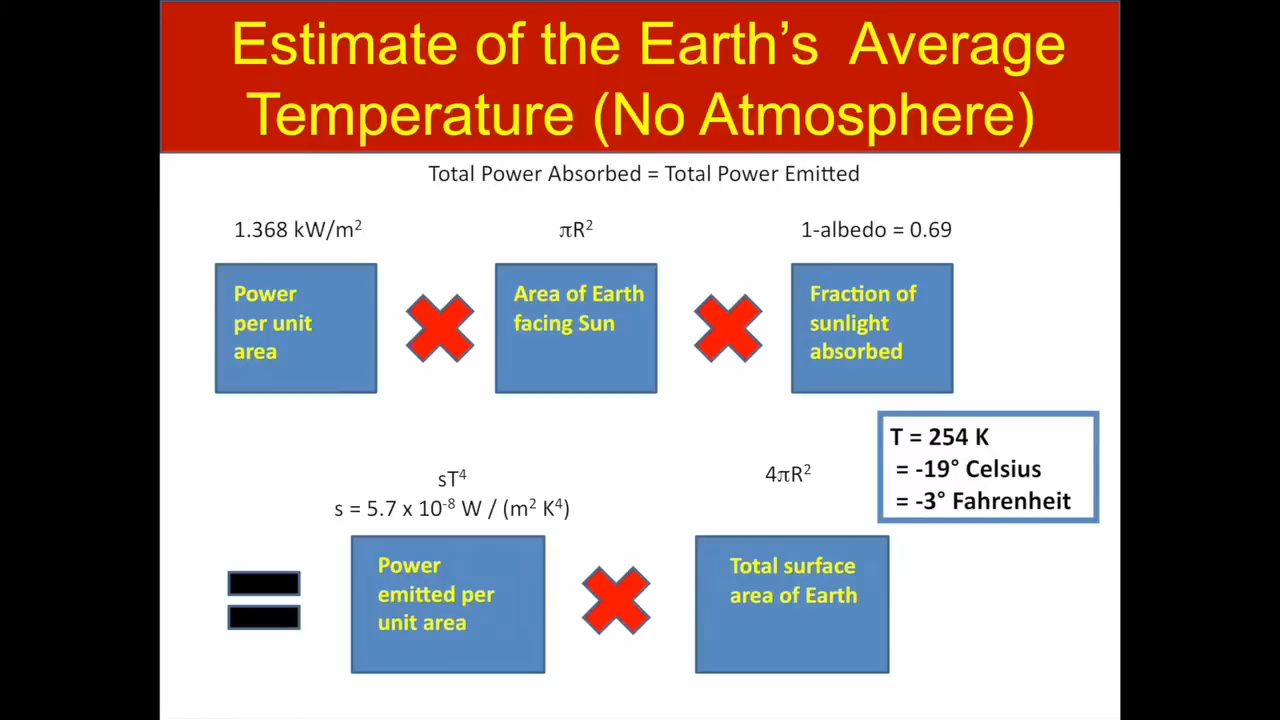 Estimate of the Earth’s  Average
Temperature (No Atmosphere)
Total Power Absorbed = Total Power Emitted
1.368 kW/m²
πR²
1-albedo = 0.69
Power
per unit
area
Area of Earth
facing Sun
Fraction of
sunlight
absorbed
T = 254 K
= -19° Celsius
= -3° Fahrenheit
sT⁴
s = 5.7 x 10⁻⁸ W / (m² K⁴)
4πR²
Power
emitted per
unit area
Total surface
area of Earth